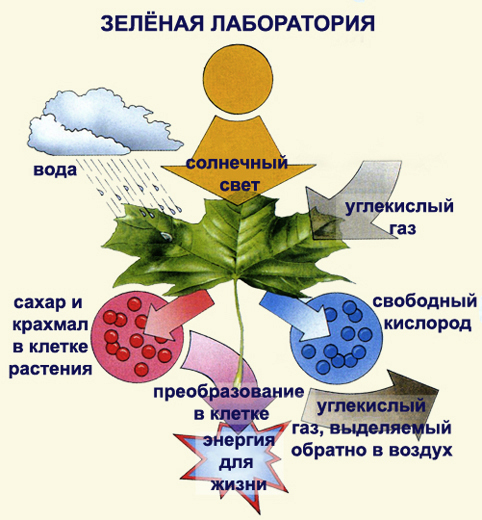 ЗЕЛЁНАЯ ЛАБОРАТОРИЯ
вода
солнечный
свет
углекислый
газ
сахар и
крахмал
в клетке
растения
свободный
кислород
преобразование
в клетке
углекислый
газ, выделяемый
обратно в воздух
энергия
для
жизни